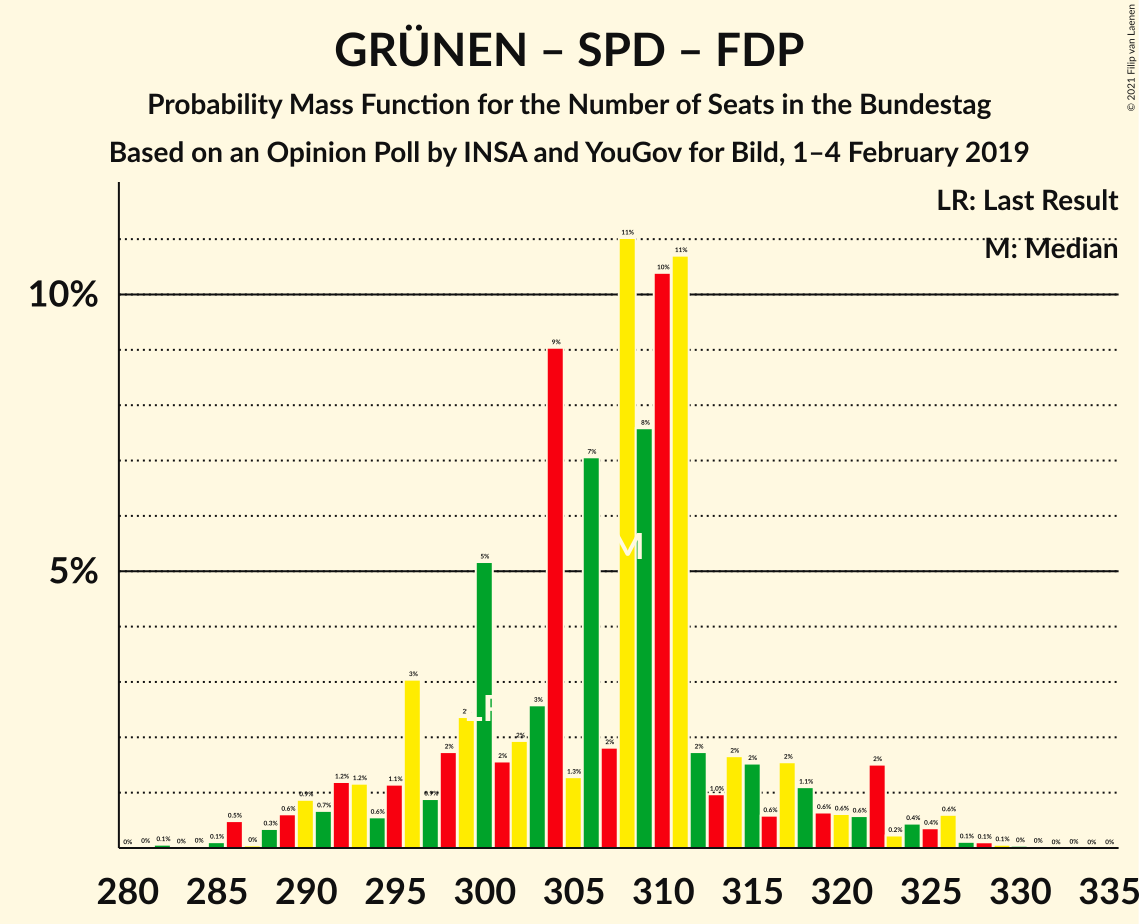 GRÜNEN – SPD – FDP
Probability Mass Function for the Number of Seats in the Bundestag
Based on an Opinion Poll by INSA and YouGov for Bild, 1–4 February 2019
© 2021 Filip van Laenen
LR: Last Result
M: Median
10%
5%
0% 0% 0.1% 0% 0% 0.1% 0.5% 0% 0.3% 0.6% 0.9% 0.7% 1.2% 1.2% 0.6% 1.1% 3% 0.9% 2% 2% 5% 2% 2% 3% 9% 1.3% 7% 2% 11% 8% 10% 11% 2% 1.0% 2% 2% 0.6% 2% 1.1% 0.6% 0.6% 0.6% 2% 0.2% 0.4% 0.4% 0.6% 0.1% 0.1% 0.1% 0% 0% 0% 0% 0% 0%
LR
M
280 285 290 295 300 305 310 315 320 325 330 335